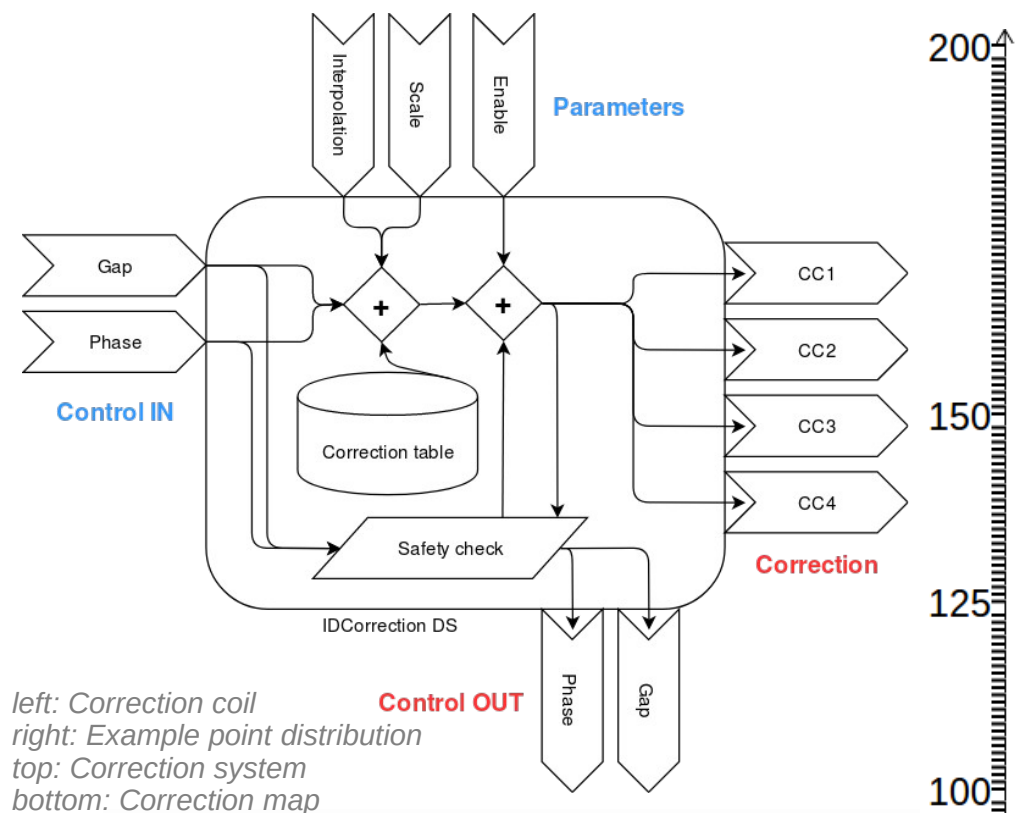 Interpolation
Scale
Enable
Parameters
200
Gap
Phase
Control IN
+
+
Correction table
Safety check
IDCorrection DS
CC1
CC2
CC3
CC4
Correction
150
125
Control OUT
Phase
Gap
left: Correction coil
right: Example point distribution
top: Correction system
bottom: Correction map
100